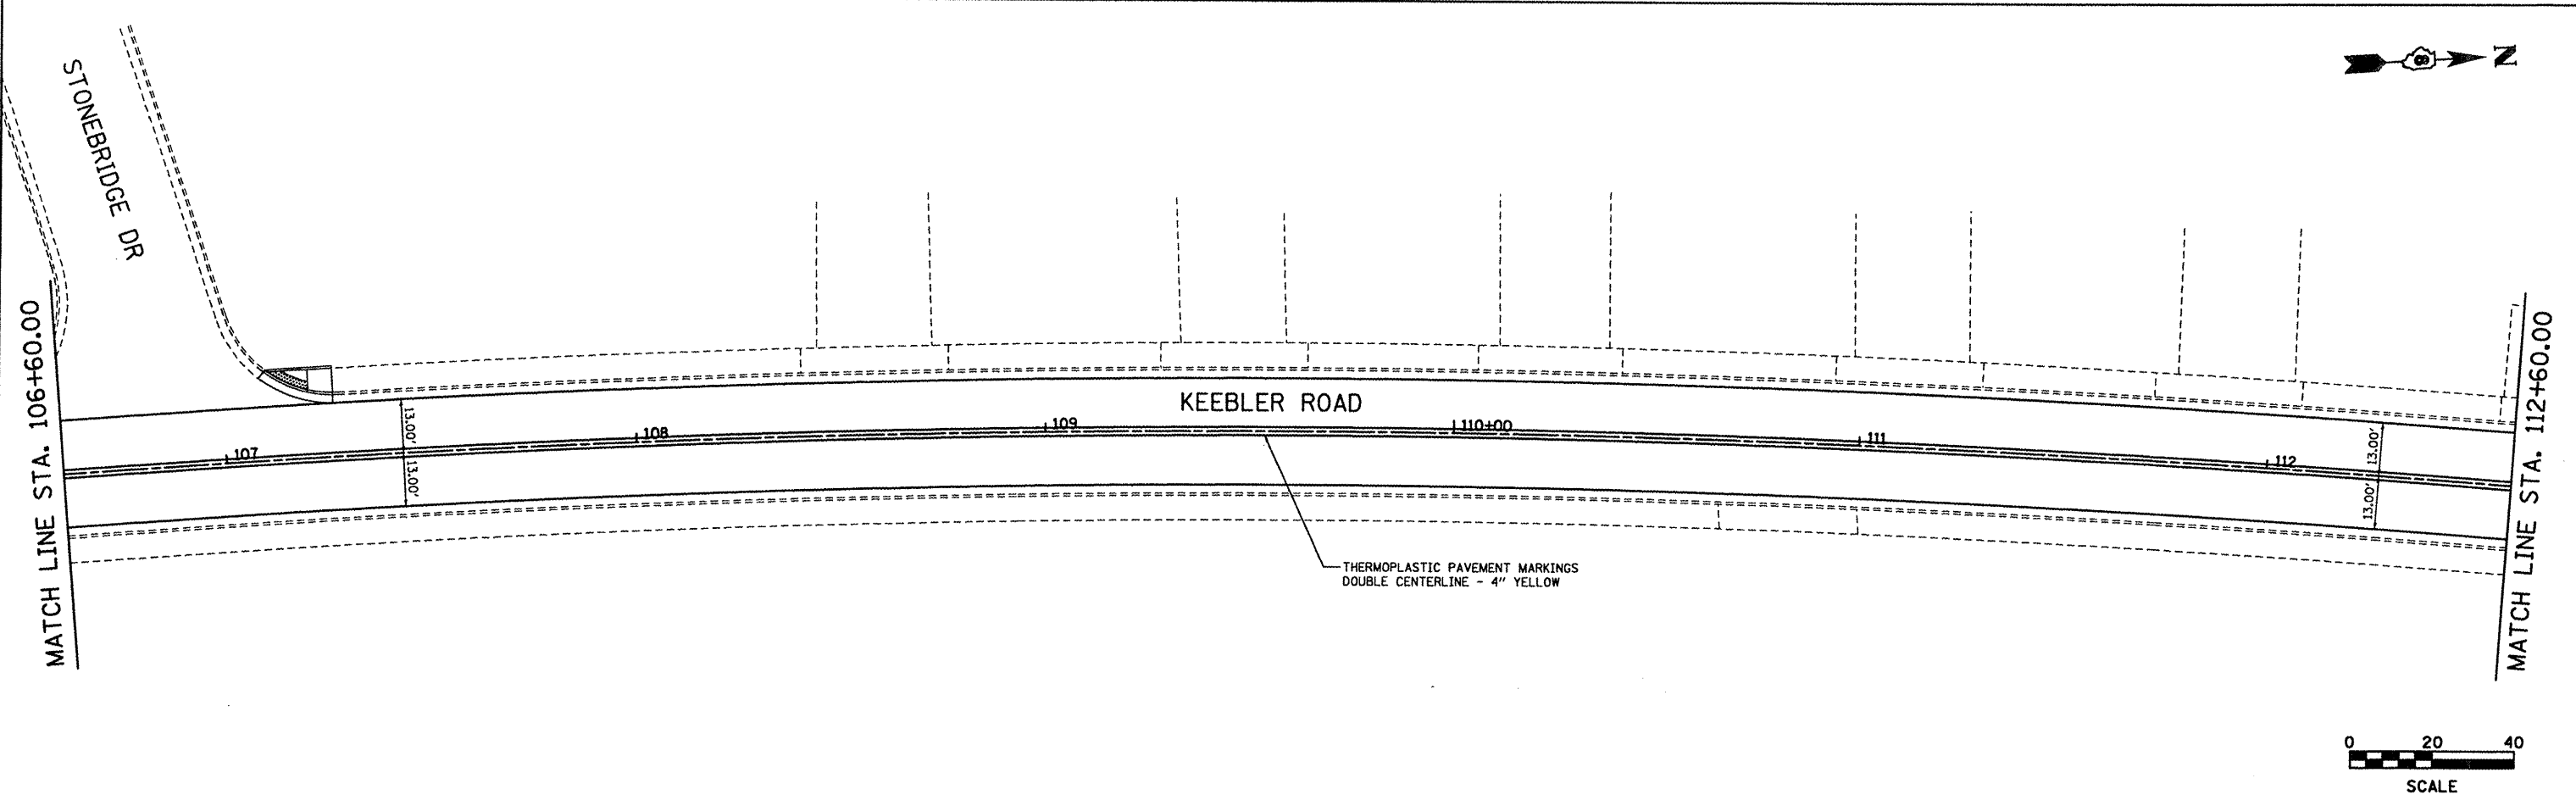 STONEBRIDGE DR
N
MATCH LINE STA. 106+60.00
MATCH LINE STA. 112+60.00
KEEBLER ROAD
107
108
109
110+00
111
112
13.00'
13.00'
13.00'
13.00'
THERMOPLASTIC PAVEMENT MARKINGS
DOUBLE CENTERLINE - 4" YELLOW
0 20 40
SCALE